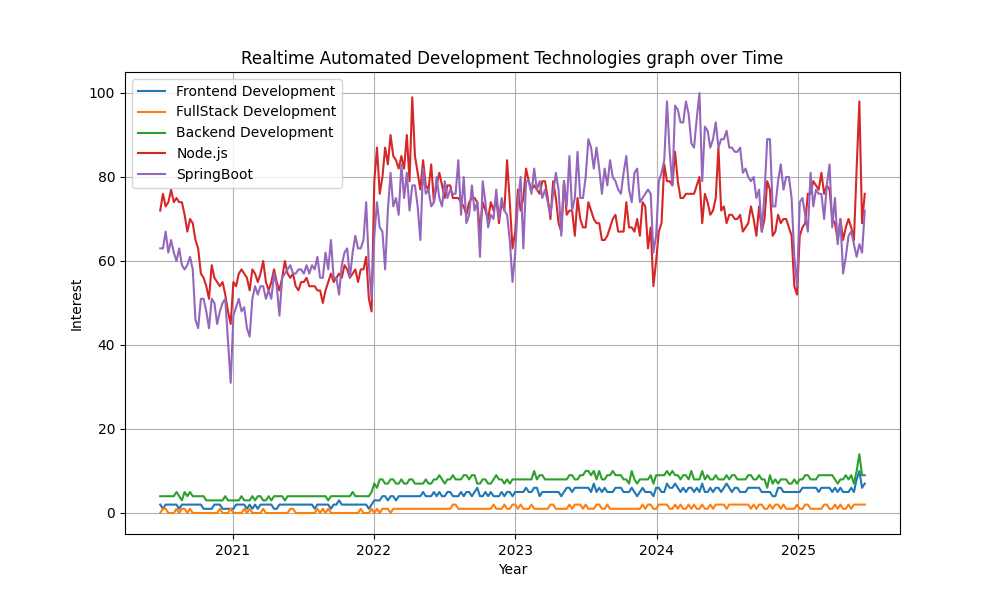 Realtime Automated Development Technologies graph over Time
Frontend Development
FullStack Development
Backend Development
Node.js
SpringBoot
100
80
60
40
20
0
Interest
2021 2022 2023 2024 2025
Year